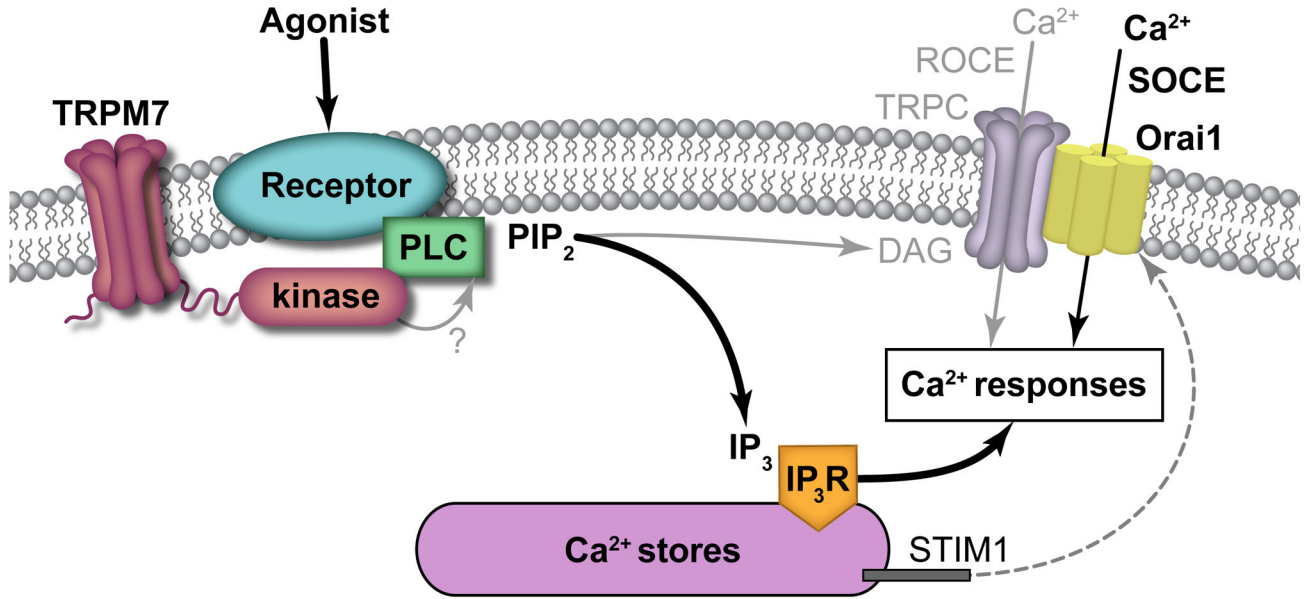 Agonist
Ca²⁺
Ca²⁺
ROCE
SOCE
TRPM7
TRPC
Orai1
Receptor
PLC
PIP₂
DAG
kinase
?
Ca²⁺ responses
IP₃
IP₃R
Ca²⁺ stores
STIM1